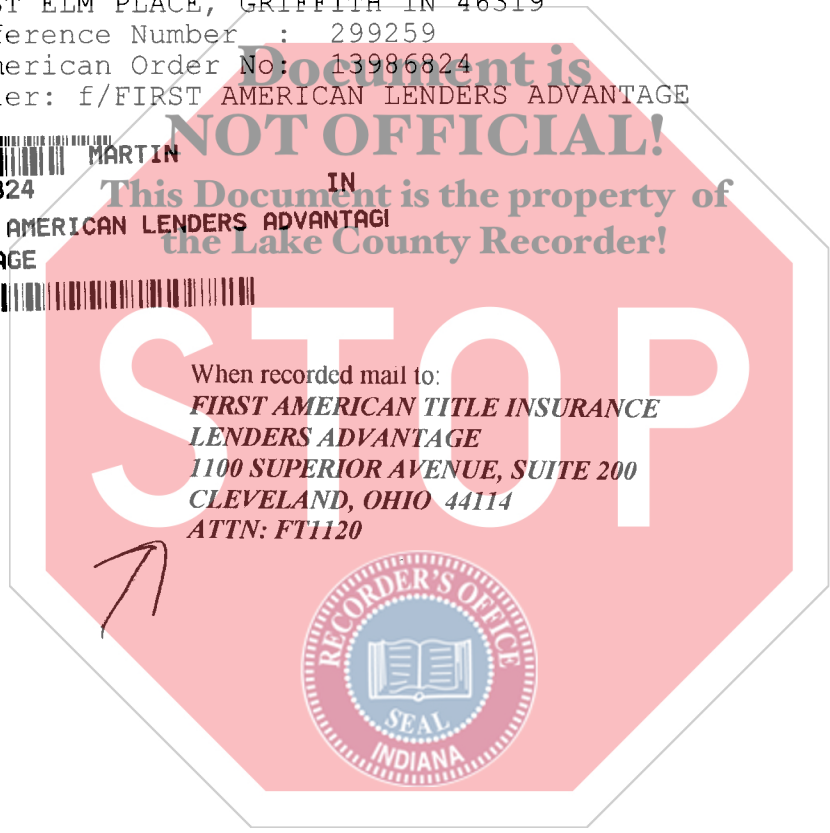 ST ELM PLACE, GRIFFITH IN 46319
ference Number : 299259
merican Order No: 13986824
er: f/FIRST AMERICAN LENDERS ADVANTAGE
Document is
NOT OFFICIAL!
MARTIN
This Document is the property of
the Lake County Recorder!
824 IN
AMERICAN LENDERS ADVANTAGI
AGE
STOP
When recorded mail to:
FIRST AMERICAN TITLE INSURANCE
LENDERS ADVANTAGE
1100 SUPERIOR AVENUE, SUITE 200
CLEVELAND, OHIO 44114
ATTN: FT1120
RECORDER'S OFFICE
SEAL
INDIANA